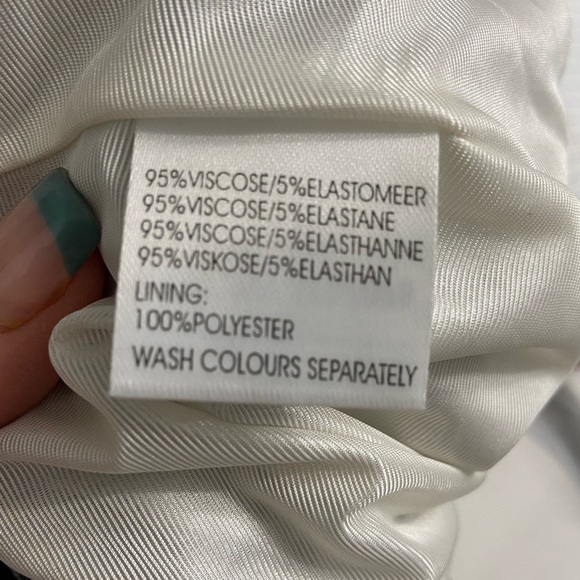 95%VISCOSE/5%ELASTOMEER
95%VISCOSE/5%ELASTANE
95%VISCOSE/5%ELASTHANNE
95%VISKOSE/5%ELASTHAN
LINING:
100%POLYESTER
WASH COLOURS SEPARATELY